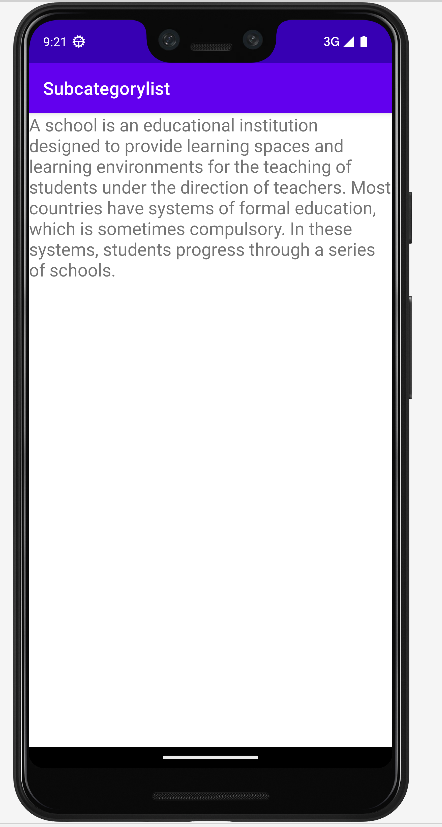 9:21
3G
Subcategorylist
A school is an educational institution
designed to provide learning spaces and
learning environments for the teaching of
students under the direction of teachers. Most
countries have systems of formal education,
which is sometimes compulsory. In these
systems, students progress through a series
of schools.